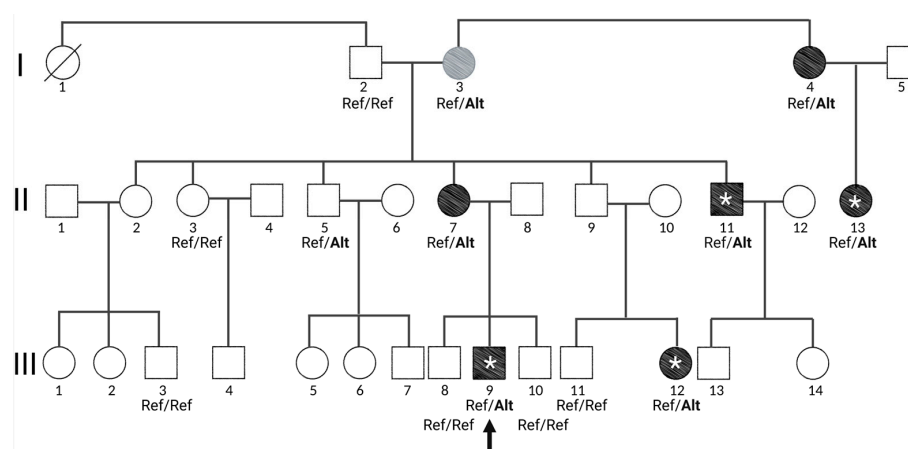 I
1 2 3 4 5
Ref/Ref Ref/Alt Ref/Alt
II
* *
1 2 3 4 5 6 7 8 9 10 11 12 13
Ref/Ref Ref/Alt Ref/Alt Ref/Alt Ref/Alt
III
* *
1 2 3 4 5 6 7 8 9 10 11 12 13 14
Ref/Ref Ref/Alt Ref/Ref Ref/Alt
Ref/Ref Ref/Ref